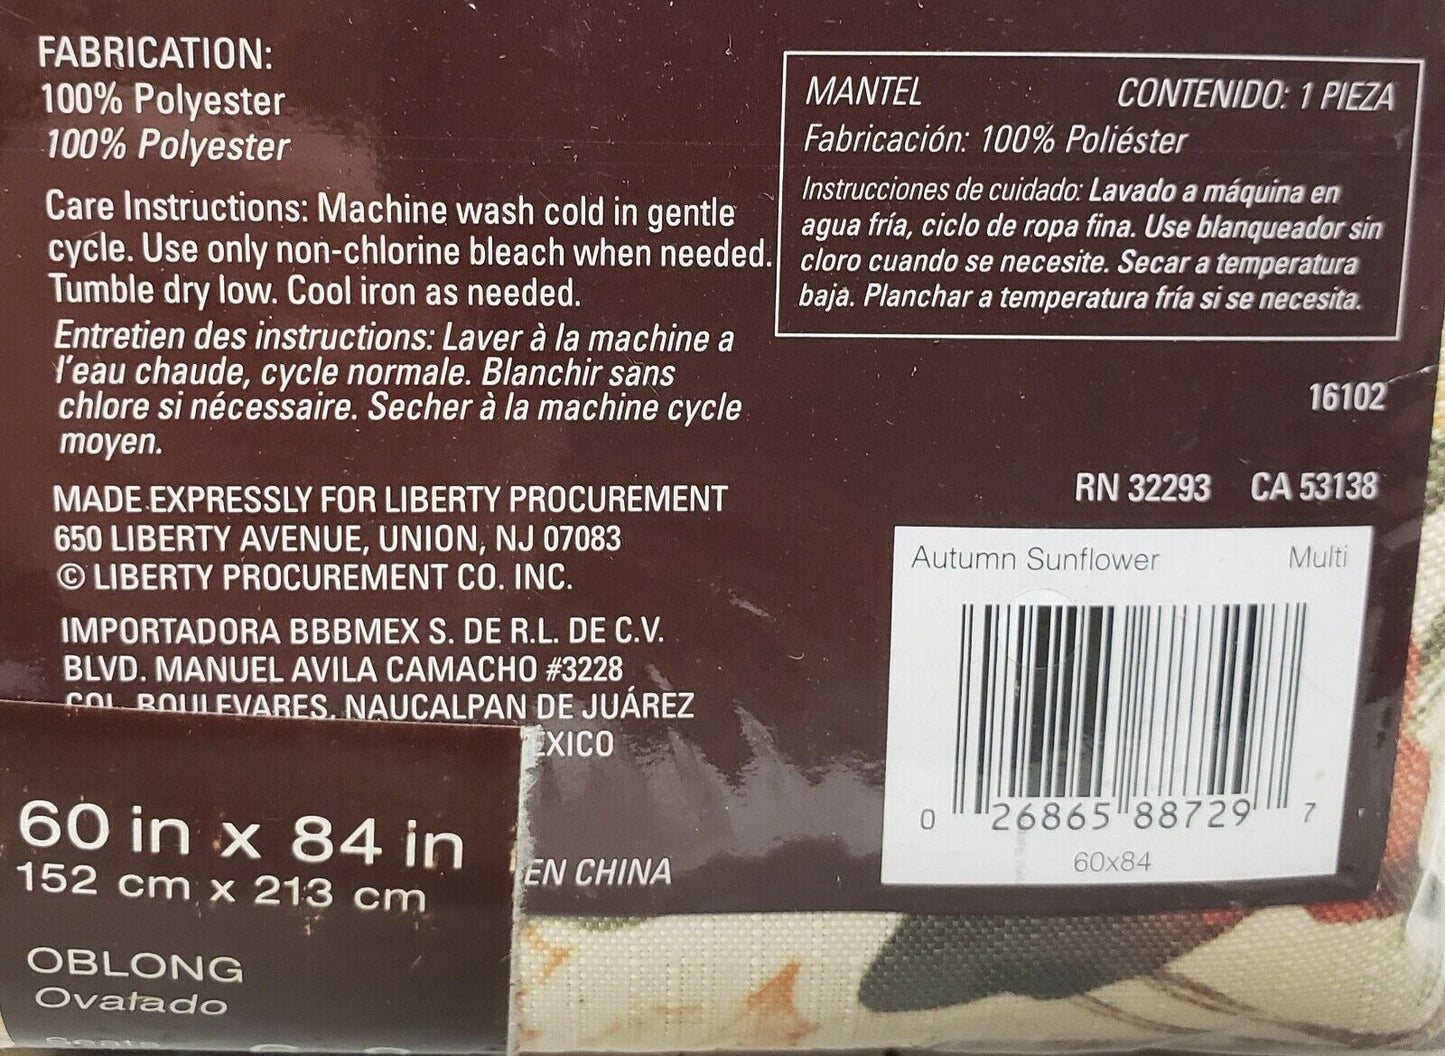 FABRICATION:
100% Polyester
100% Polyester
Care Instructions: Machine wash cold in gentle
cycle. Use only non-chlorine bleach when needed.
Tumble dry low. Cool iron as needed.
Entretien des instructions: Laver à la machine a
l'eau chaude, cycle normale. Blanchir sans
chlore si nécessaire. Secher à la machine cycle
moyen.
MADE EXPRESSLY FOR LIBERTY PROCUREMENT
650 LIBERTY AVENUE, UNION, NJ 07083
© LIBERTY PROCUREMENT CO. INC.
IMPORTADORA BBBMEX S. DE R.L. DE C.V.
BLVD. MANUEL AVILA CAMACHO #3228
COL. BOULEVARES, NAUCALPAN DE JUÁREZ
EXICO
EN CHINA
60 in x 84 in
152 cm x 213 cm
OBLONG
Ovalado
Seats
MANTEL CONTENIDO: 1 PIEZA
Fabricación: 100% Poliéster
Instrucciones de cuidado: Lavado a máquina en
agua fría, ciclo de ropa fina. Use blanqueador sin
cloro cuando se necesite. Secar a temperatura
baja. Planchar a temperatura fría si se necesita.
16102
RN 32293 CA 53138
Autumn Sunflower Multi
0 26865 88729 7
60x84